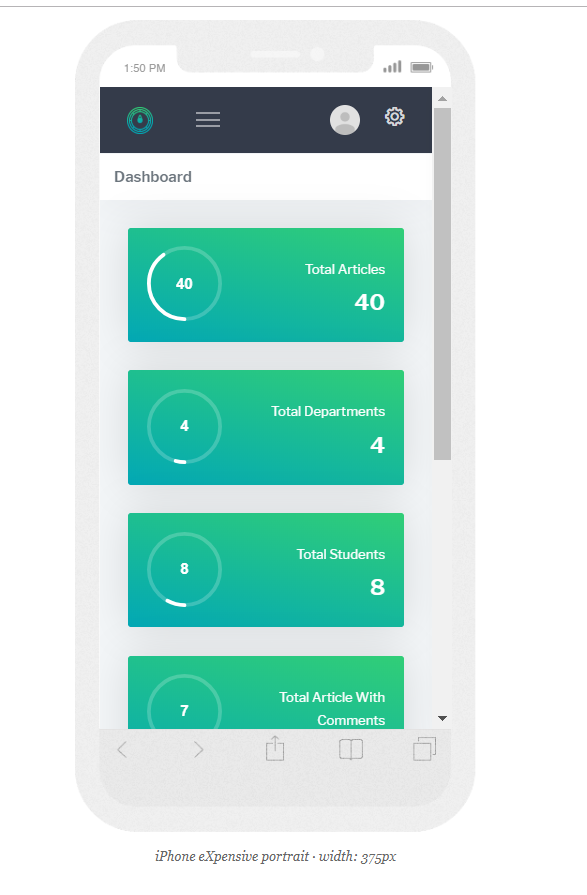 1:50 PM
Dashboard
40
Total Articles
40
4
Total Departments
4
8
Total Students
8
7
Total Article With
Comments
iPhone eXpensive portrait · width: 375px